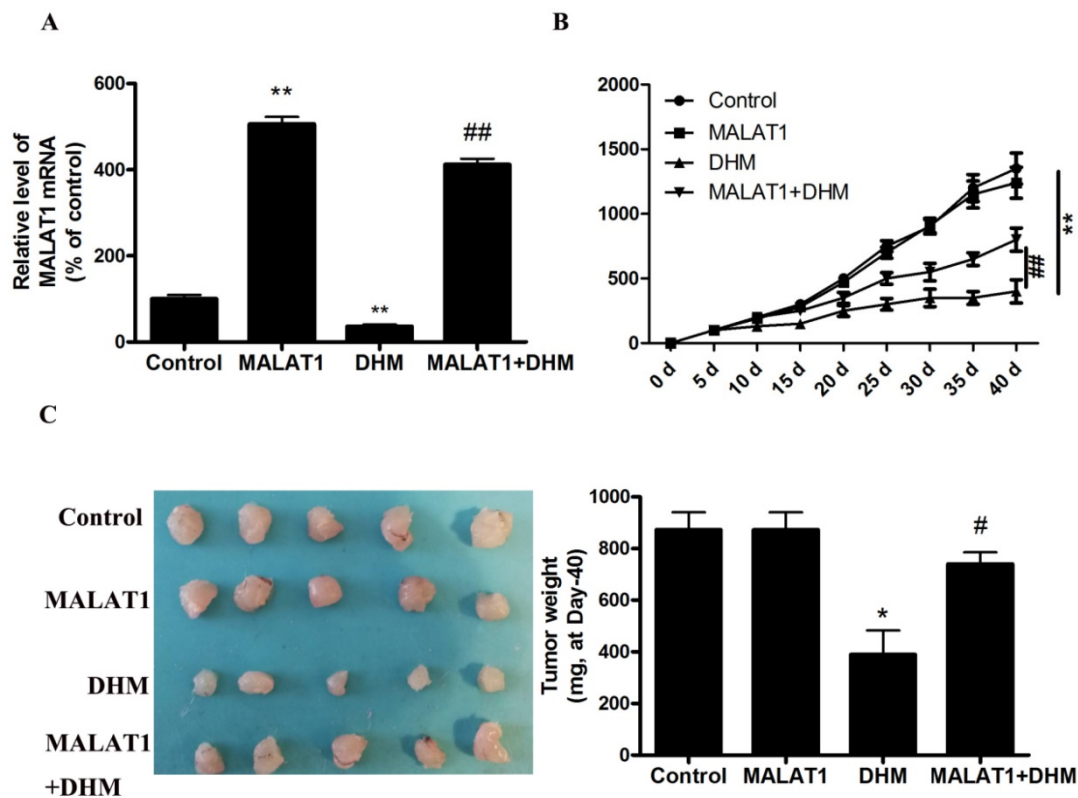 A
Relative level of
MALAT1 mRNA
(% of control)
600
400
200
0
**
**
##
Control
MALAT1
DHM
MALAT1+DHM
B
2000
1500
1000
500
0
Control
MALAT1
DHM
MALAT1+DHM
##
**
0 d
5 d
10 d
15 d
20 d
25 d
30 d
35 d
40 d
C
Control
MALAT1
DHM
MALAT1
+DHM
Tumor weight
(mg, at Day-40)
1000
800
600
400
200
0
*
#
Control
MALAT1
DHM
MALAT1+DHM